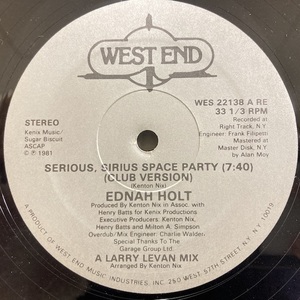 WEST END
WES 22138 A RE
33 1/3 RPM
STEREO
Kenix Music/
Sugar Biscuit
ASCAP
℗ © 1981
Recorded at
Right Track, N.Y.
Engineer: Frank Filipetti
Mastered at
Master Disk, N.Y.
by Alan Moy
SERIOUS, SIRIUS SPACE PARTY (7:40)
(CLUB VERSION)
(Kenton Nix)
EDNAH HOLT
Produced By Kenton Nix in Assoc. with
Henry Batts for Kenix Productions
Executive Producers: Kenton Nix,
Henry Batts and Milton A. Simpson
Overdub/Mix Engineer: Charlie Walder
Special Thanks To The
Garage Group Ltd.
A LARRY LEVAN MIX
Arranged By Kenton Nix
A PRODUCT OF WEST END MUSIC INDUSTRIES, INC. 250 WEST 57TH STREET, N.Y., N.Y. 10019